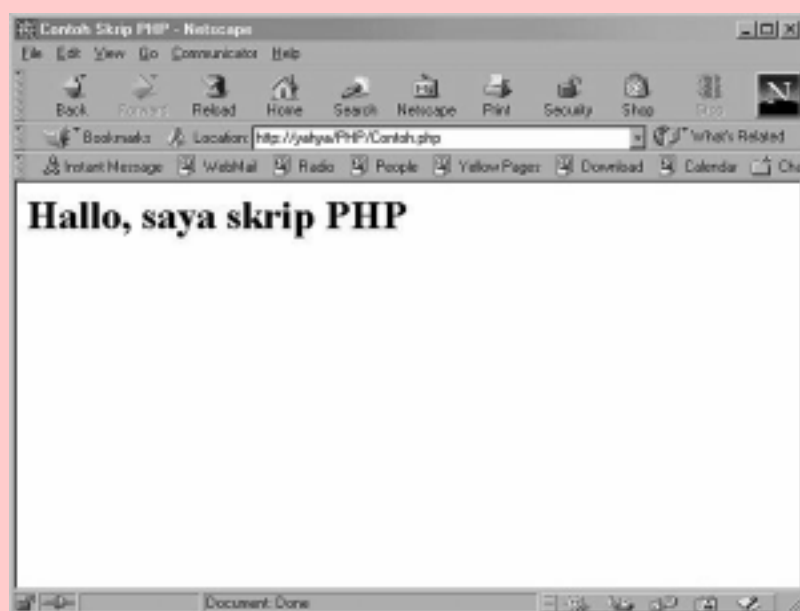 Contoh Skrip PHP - Netscape
File Edit View Go Communicator Help
Back Forward Reload Home Search Netscape Print Security Shop Stop
Bookmarks Location: http://yahya/PHP/Contoh.php What's Related
Instant Message WebMail Radio People Yellow Pages Download Calendar Cha
Hallo, saya skrip PHP
Document: Done